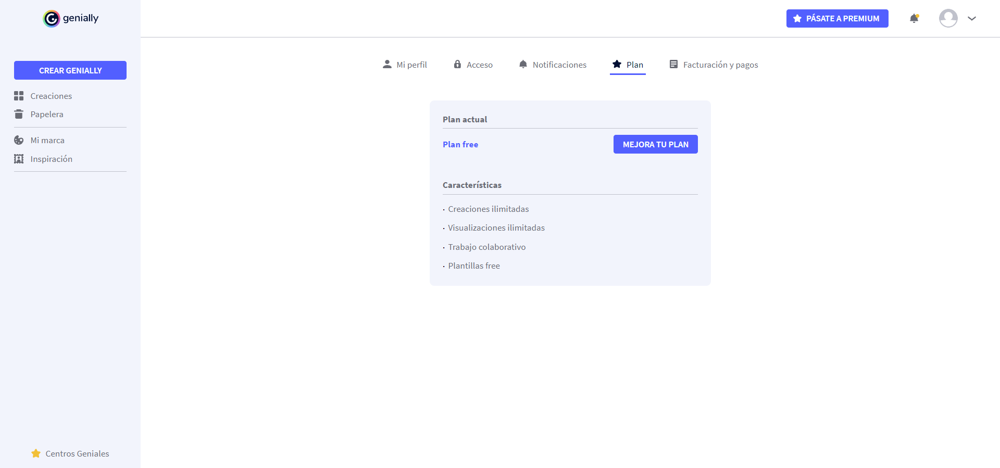 genially
PÁSATE A PREMIUM
CREAR GENIALLY
Creaciones
Papelera
Mi marca
Inspiración
Centros Geniales
Mi perfil
Acceso
Notificaciones
Plan
Facturación y pagos
Plan actual
Plan free
MEJORA TU PLAN
Características
· Creaciones ilimitadas
· Visualizaciones ilimitadas
· Trabajo colaborativo
· Plantillas free